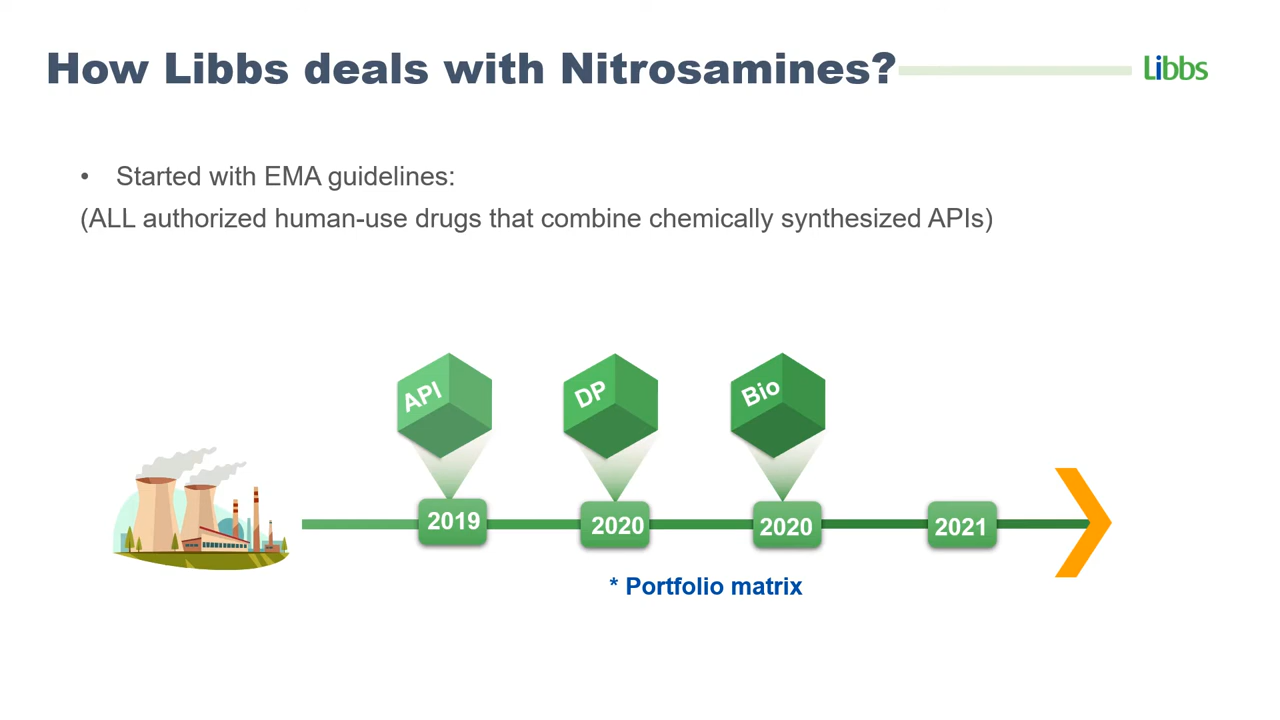 How Libbs deals with Nitrosamines?
Libbs
• Started with EMA guidelines:
(ALL authorized human-use drugs that combine chemically synthesized APIs)
API
DP
Bio
2019
2020
2020
2021
* Portfolio matrix